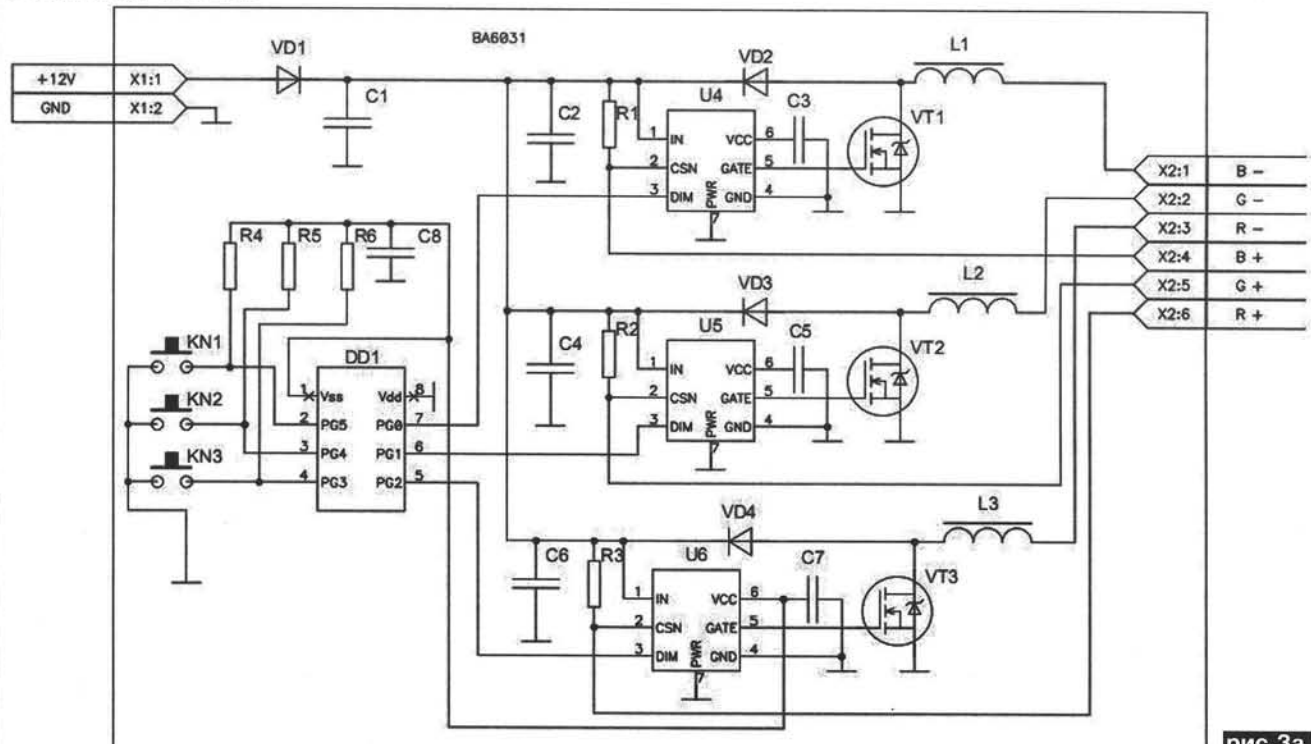 BA6031
+12V X1:1
GND X1:2
VD1
C1
C2
R1
VD2
L1
U4
C3
VT1
1 IN
2 CSN
3 DIM
VCC 6
GATE 5
GND 4
PWR
7
X2:1 B -
X2:2 G -
X2:3 R -
X2:4 B +
X2:5 G +
X2:6 R +
R4
R5
R6
C8
KN1
KN2
KN3
DD1
1 Vss
2 PG5
3 PG4
4 PG3
Vdd 8
PG0 7
PG1 6
PG2 5
C4
R2
VD3
L2
U5
C5
VT2
1 IN
2 CSN
3 DIM
VCC 6
GATE 5
GND 4
PWR
7
C6
R3
VD4
L3
U6
C7
VT3
1 IN
2 CSN
3 DIM
VCC 6
GATE 5
GND 4
PWR
7
рис.3а